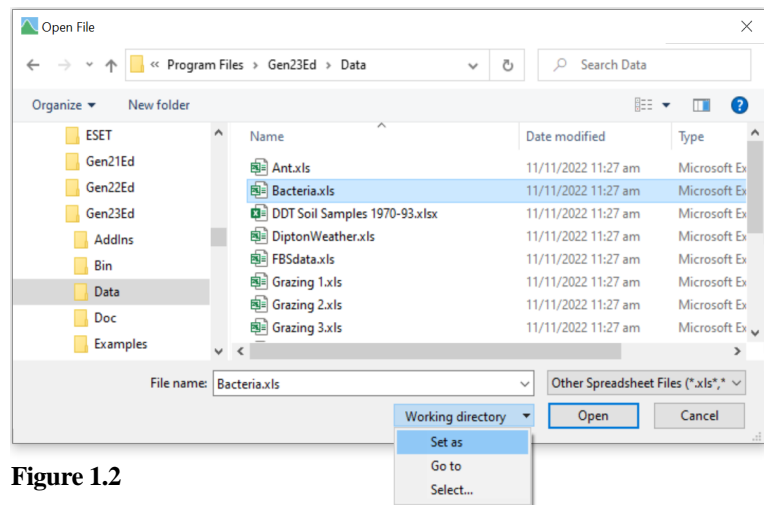 Open File
« Program Files › Gen23Ed › Data
Search Data
Organize
New folder
ESET
Gen21Ed
Gen22Ed
Gen23Ed
AddIns
Bin
Data
Doc
Examples
Name Date modified Type
Ant.xls 11/11/2022 11:27 am Microsoft Ex
Bacteria.xls 11/11/2022 11:27 am Microsoft Ex
DDT Soil Samples 1970-93.xlsx 11/11/2022 11:27 am Microsoft Ex
DiptonWeather.xls 11/11/2022 11:27 am Microsoft Ex
FBSdata.xls 11/11/2022 11:27 am Microsoft Ex
Grazing 1.xls 11/11/2022 11:27 am Microsoft Ex
Grazing 2.xls 11/11/2022 11:27 am Microsoft Ex
Grazing 3.xls 11/11/2022 11:27 am Microsoft Ex
File name: Bacteria.xls Other Spreadsheet Files (*.xls*,*
Working directory Open Cancel
Set as
Go to
Select...
Figure 1.2